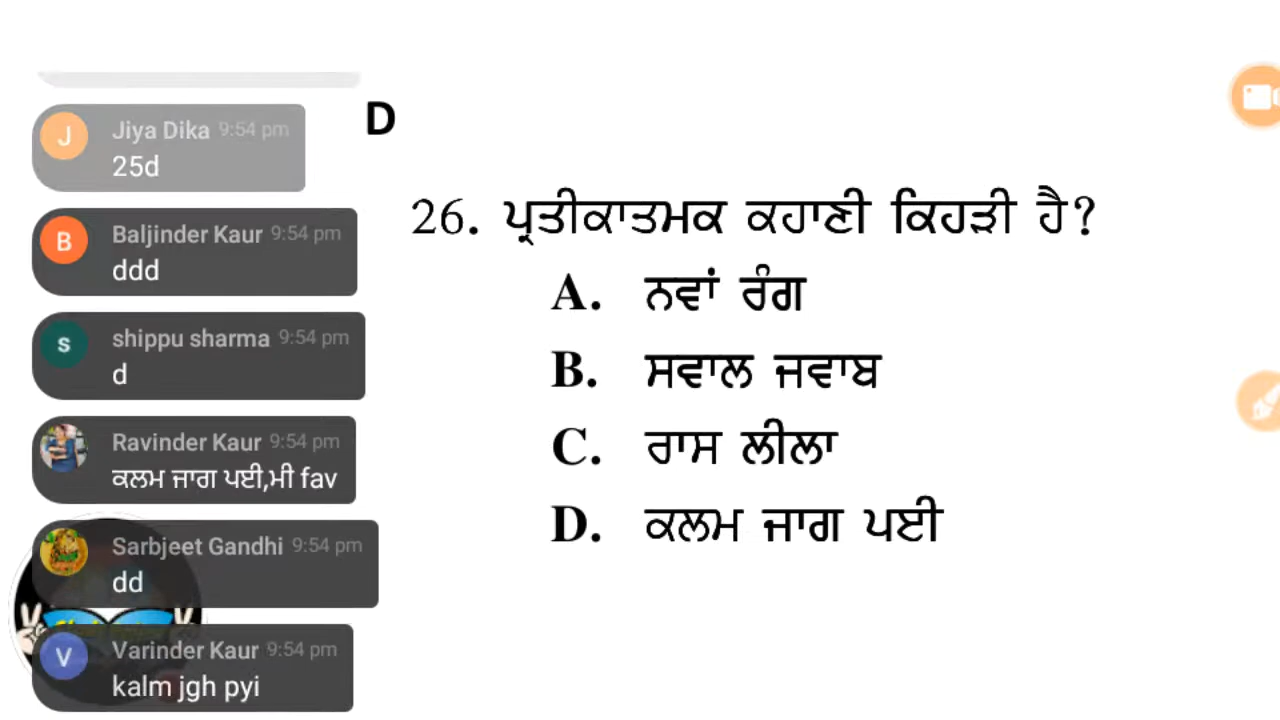 Jiya Dika 9:54 pm
25d
Baljinder Kaur 9:54 pm
ddd
shippu sharma 9:54 pm
d
Ravinder Kaur 9:54 pm
ਕਲਮ ਜਾਗ ਪਈ,ਮੀ fav
Sarbjeet Gandhi 9:54 pm
dd
Varinder Kaur 9:54 pm
kalm jgh pyi
J
B
s
V
D
26. ਪ੍ਰਤੀਕਾਤਮਕ ਕਹਾਣੀ ਕਿਹੜੀ ਹੈ?
A. ਨਵਾਂ ਰੰਗ
B. ਸਵਾਲ ਜਵਾਬ
C. ਰਾਸ ਲੀਲਾ
D. ਕਲਮ ਜਾਗ ਪਈ